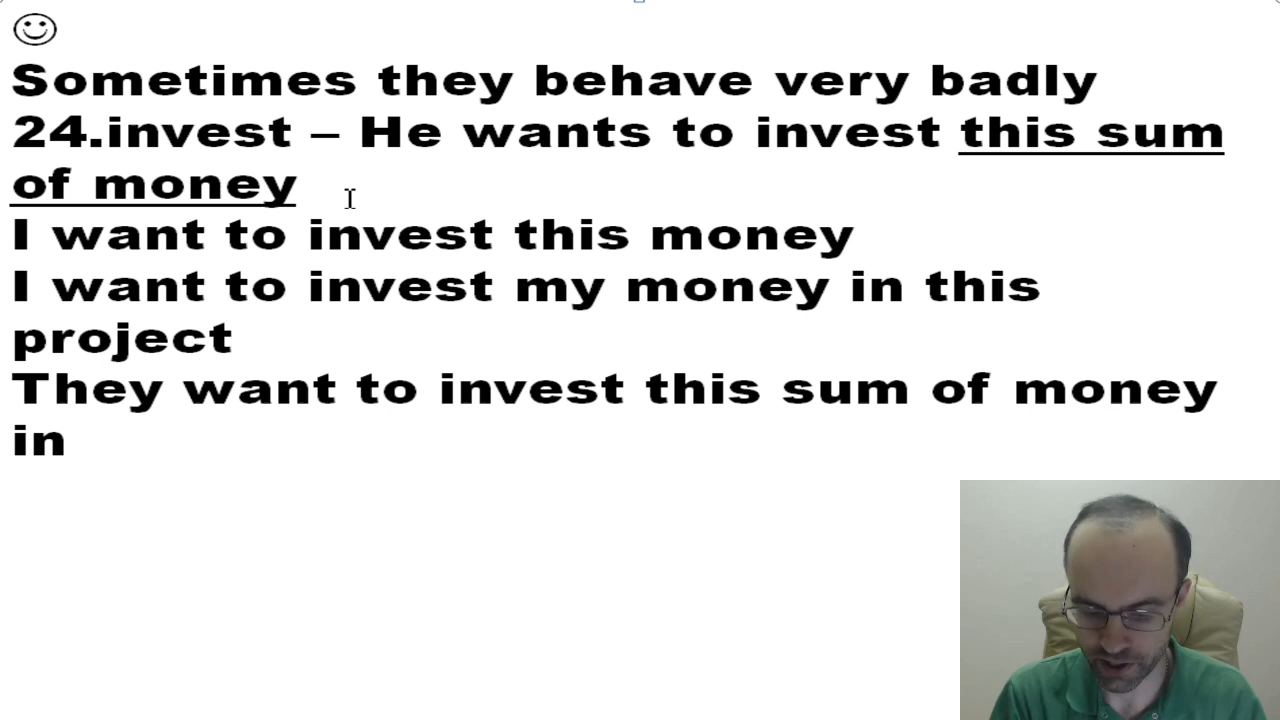 Sometimes they behave very badly
24.invest – He wants to invest this sum
of money
I want to invest this money
I want to invest my money in this
project
They want to invest this sum of money
in